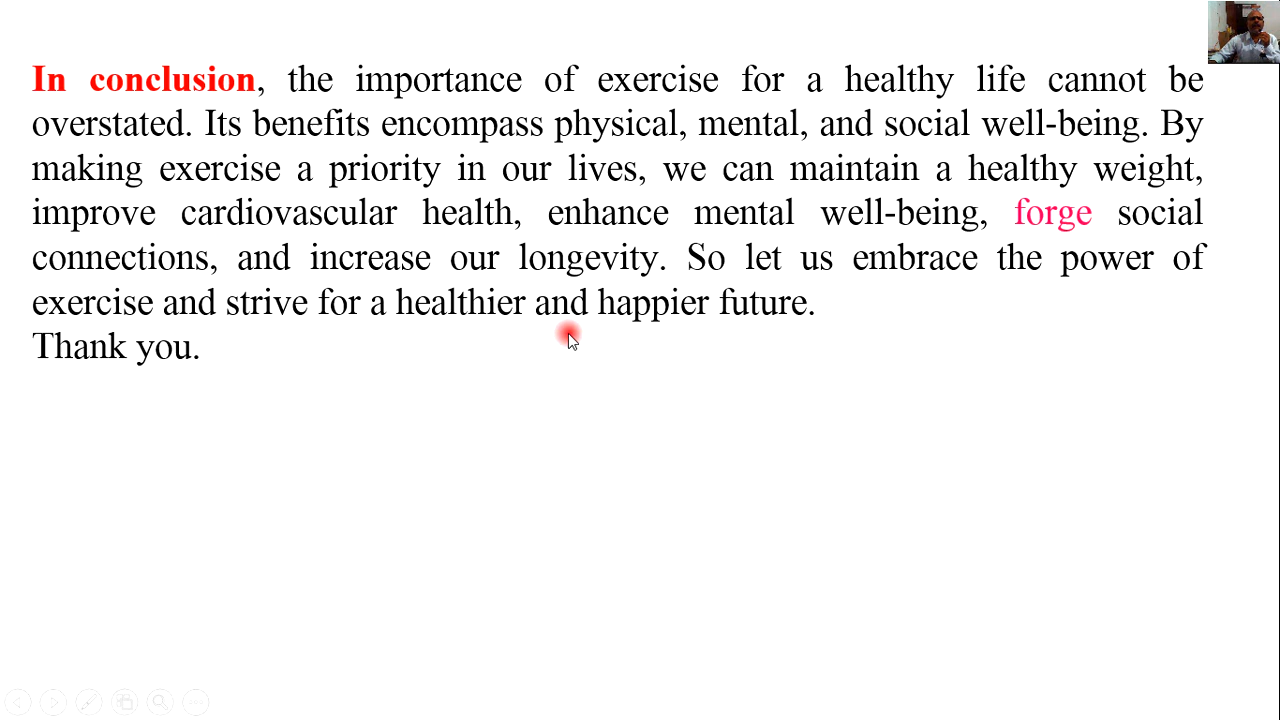 In conclusion, the importance of exercise for a healthy life cannot be
overstated. Its benefits encompass physical, mental, and social well-being. By
making exercise a priority in our lives, we can maintain a healthy weight,
improve cardiovascular health, enhance mental well-being, forge social
connections, and increase our longevity. So let us embrace the power of
exercise and strive for a healthier and happier future.
Thank you.